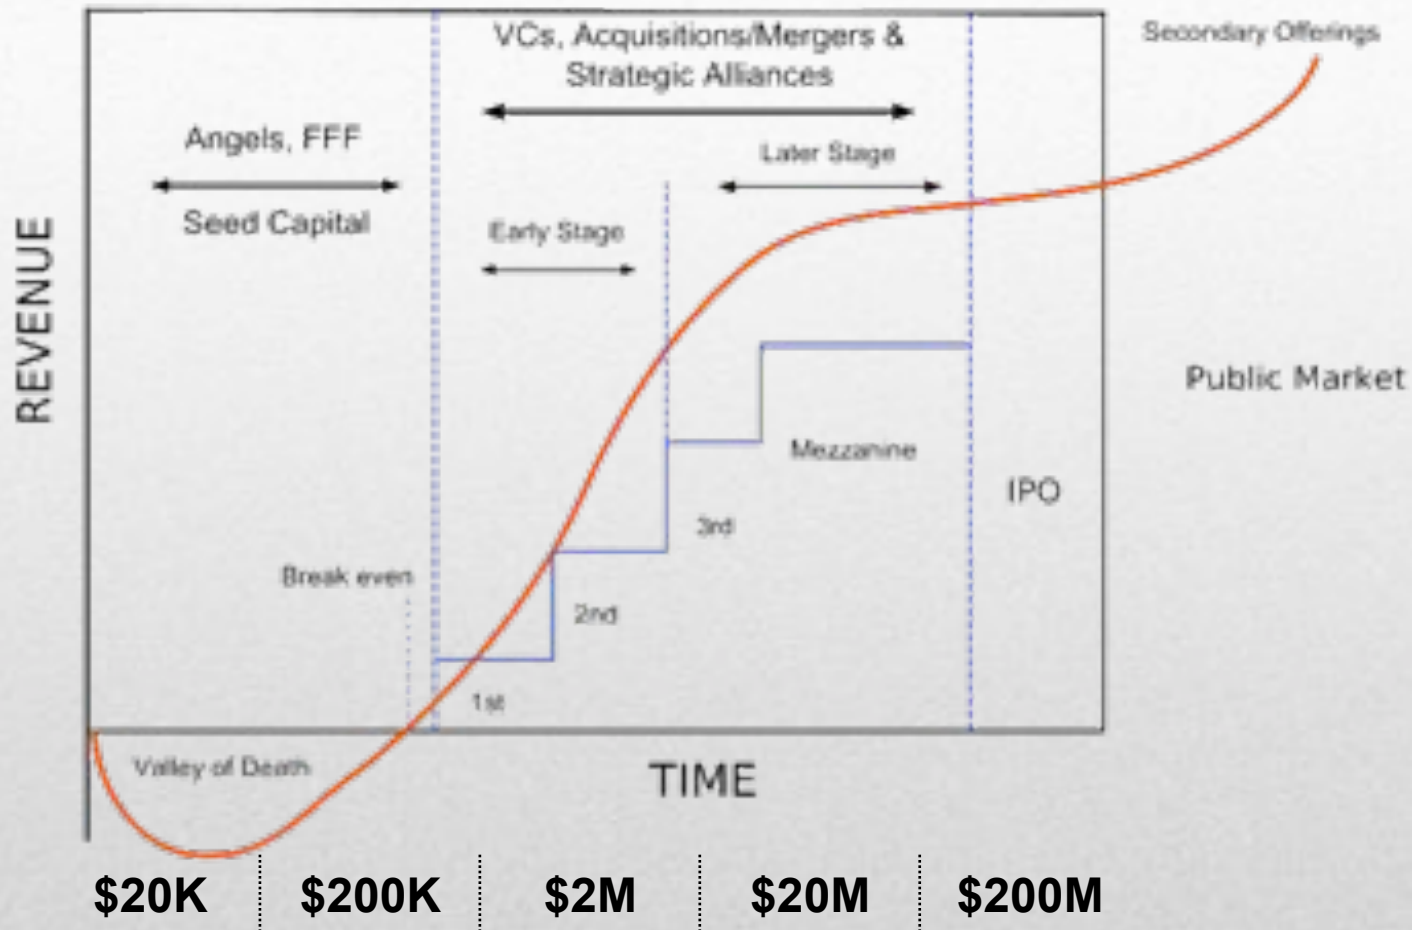 VCs, Acquisitions/Mergers &
Strategic Alliances
Secondary Offerings
Angels, FFF
Later Stage
Seed Capital
Early Stage
REVENUE
Public Market
Mezzanine
IPO
3rd
Break even
2nd
1st
Valley of Death
TIME
$20K
$200K
$2M
$20M
$200M